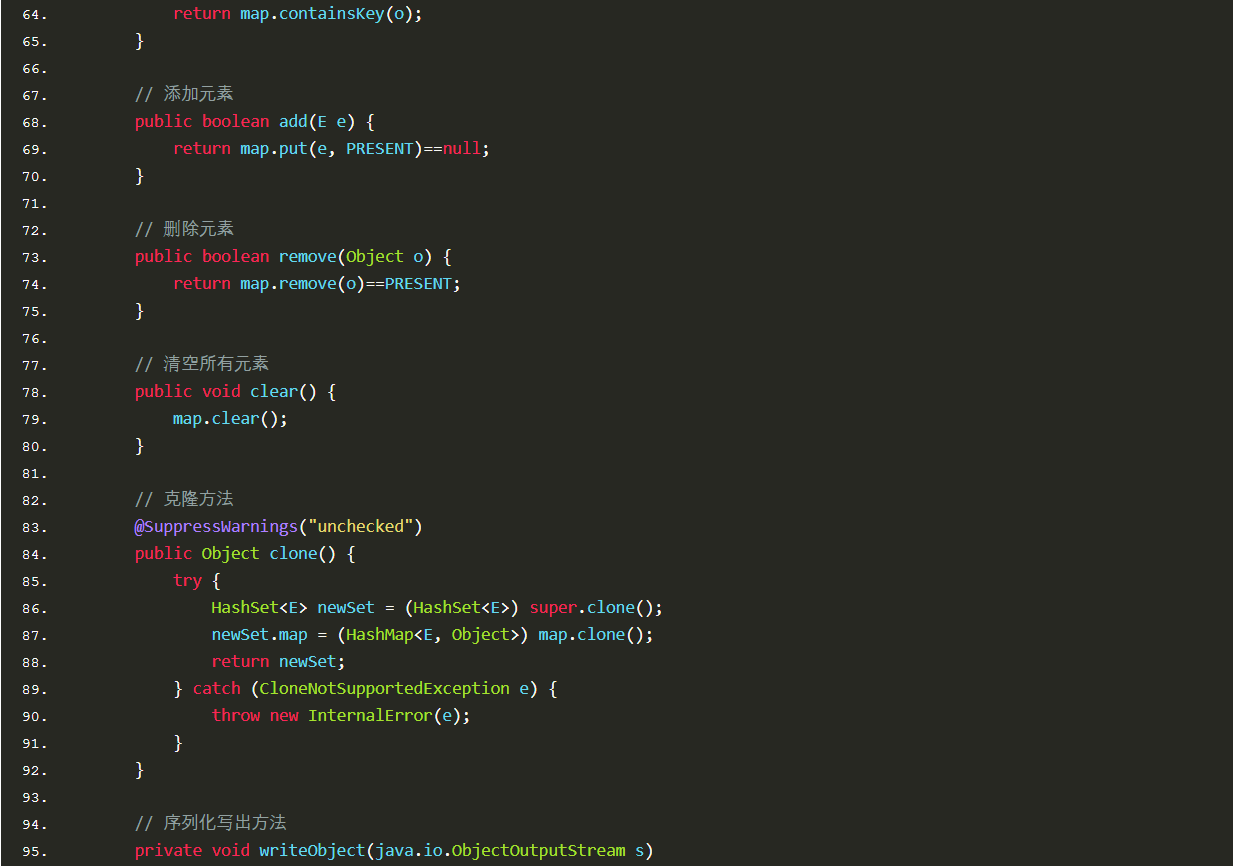 64.             return map.containsKey(o);
65.         }
66.
67.         // 添加元素
68.         public boolean add(E e) {
69.             return map.put(e, PRESENT)==null;
70.         }
71.
72.         // 删除元素
73.         public boolean remove(Object o) {
74.             return map.remove(o)==PRESENT;
75.         }
76.
77.         // 清空所有元素
78.         public void clear() {
79.             map.clear();
80.         }
81.
82.         // 克隆方法
83.         @SuppressWarnings("unchecked")
84.         public Object clone() {
85.             try {
86.                 HashSet<E> newSet = (HashSet<E>) super.clone();
87.                 newSet.map = (HashMap<E, Object>) map.clone();
88.                 return newSet;
89.             } catch (CloneNotSupportedException e) {
90.                 throw new InternalError(e);
91.             }
92.         }
93.
94.         // 序列化写出方法
95.         private void writeObject(java.io.ObjectOutputStream s)